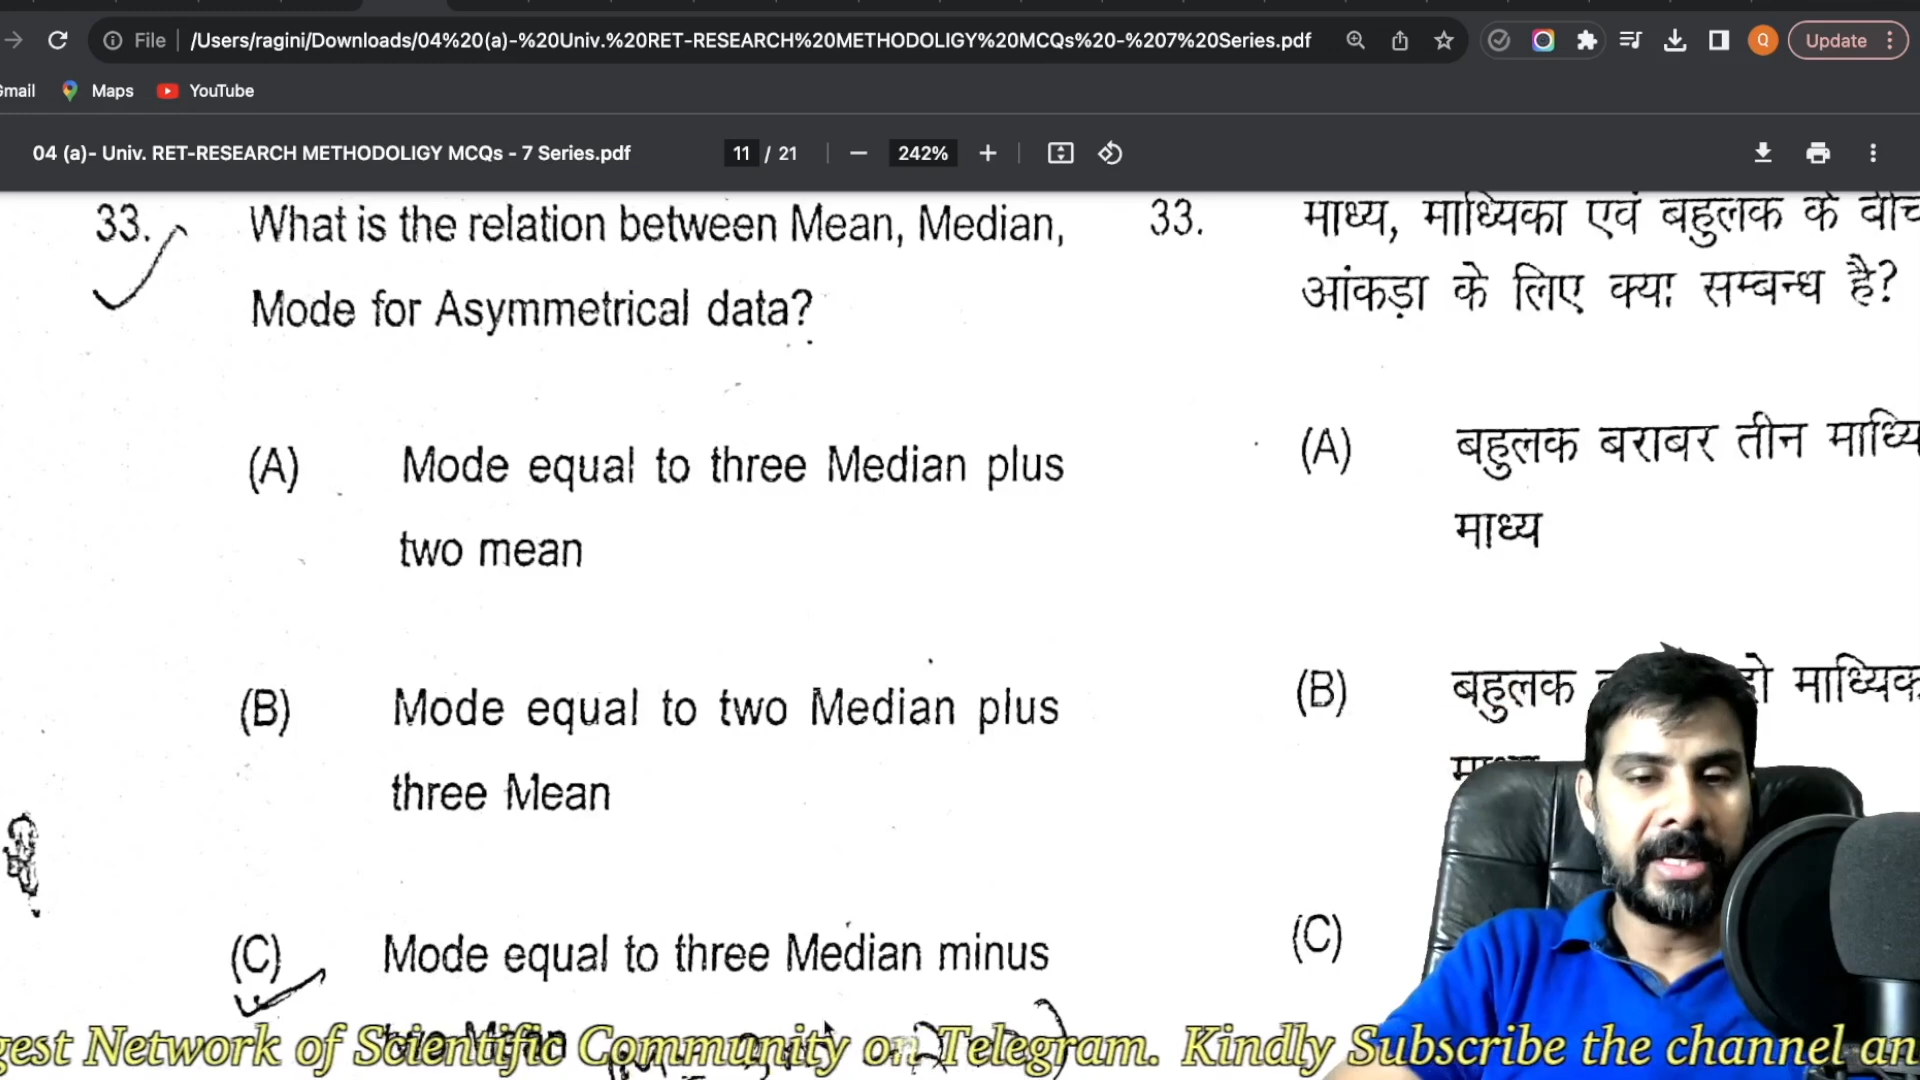 File
/Users/ragini/Downloads/04%20(a)-%20Univ.%20RET-RESEARCH%20METHODOLIGY%20MCQs%20-%207%20Series.pdf
Q
Update
Maps
YouTube
04 (a)- Univ. RET-RESEARCH METHODOLIGY MCQs - 7 Series.pdf
11 / 21
242%
33. What is the relation between Mean, Median,
Mode for Asymmetrical data?
(A) Mode equal to three Median plus
two mean
(B) Mode equal to two Median plus
three Mean
(C) Mode equal to three Median minus
two Mean
33. माध्य, माध्यिका एवं बहुलक के
आंकड़ा के लिए क्या सम्बन्ध है?
(A) बहुलक बराबर तीन
माध्य
(B) बहुलक
(C)
Network of Scientific Community on Telegram. Kindly Subscribe the channel